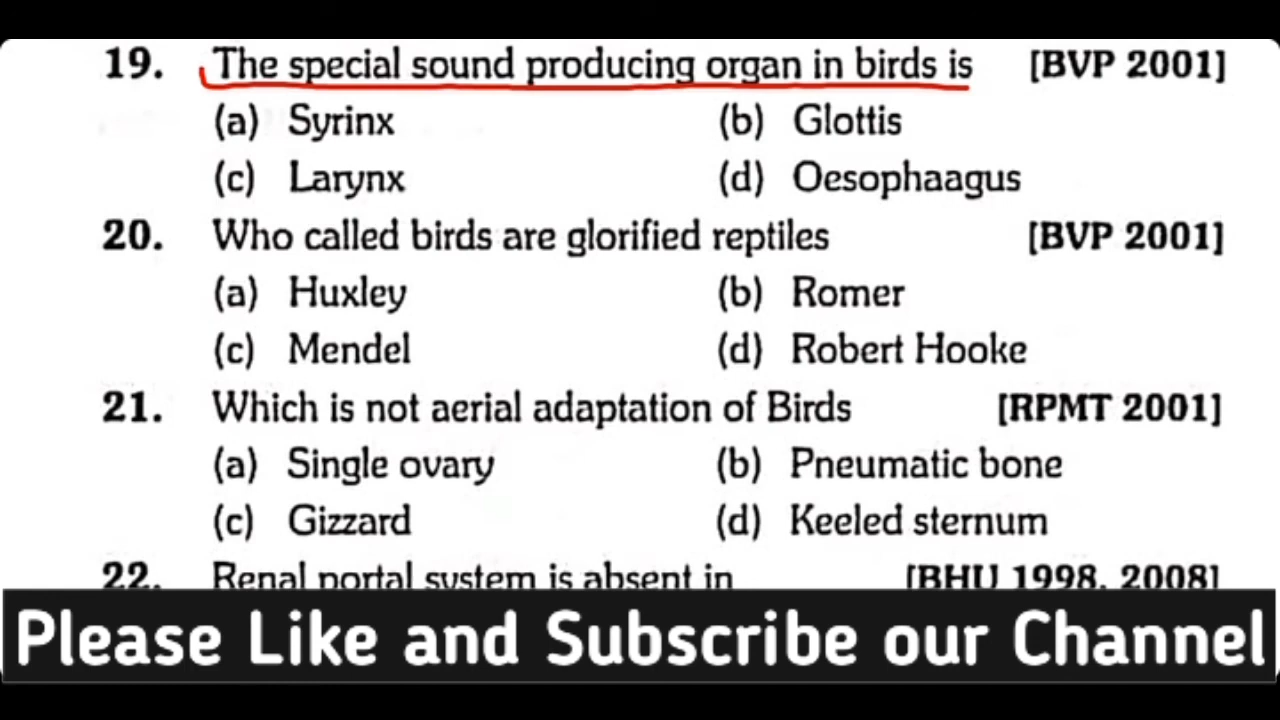 19. The special sound producing organ in birds is [BVP 2001]
(a) Syrinx (b) Glottis
(c) Larynx (d) Oesophaagus
20. Who called birds are glorified reptiles [BVP 2001]
(a) Huxley (b) Romer
(c) Mendel (d) Robert Hooke
21. Which is not aerial adaptation of Birds [RPMT 2001]
(a) Single ovary (b) Pneumatic bone
(c) Gizzard (d) Keeled sternum
22. Renal portal system is absent in [BHU 1998, 2008]
Please Like and Subscribe our Channel